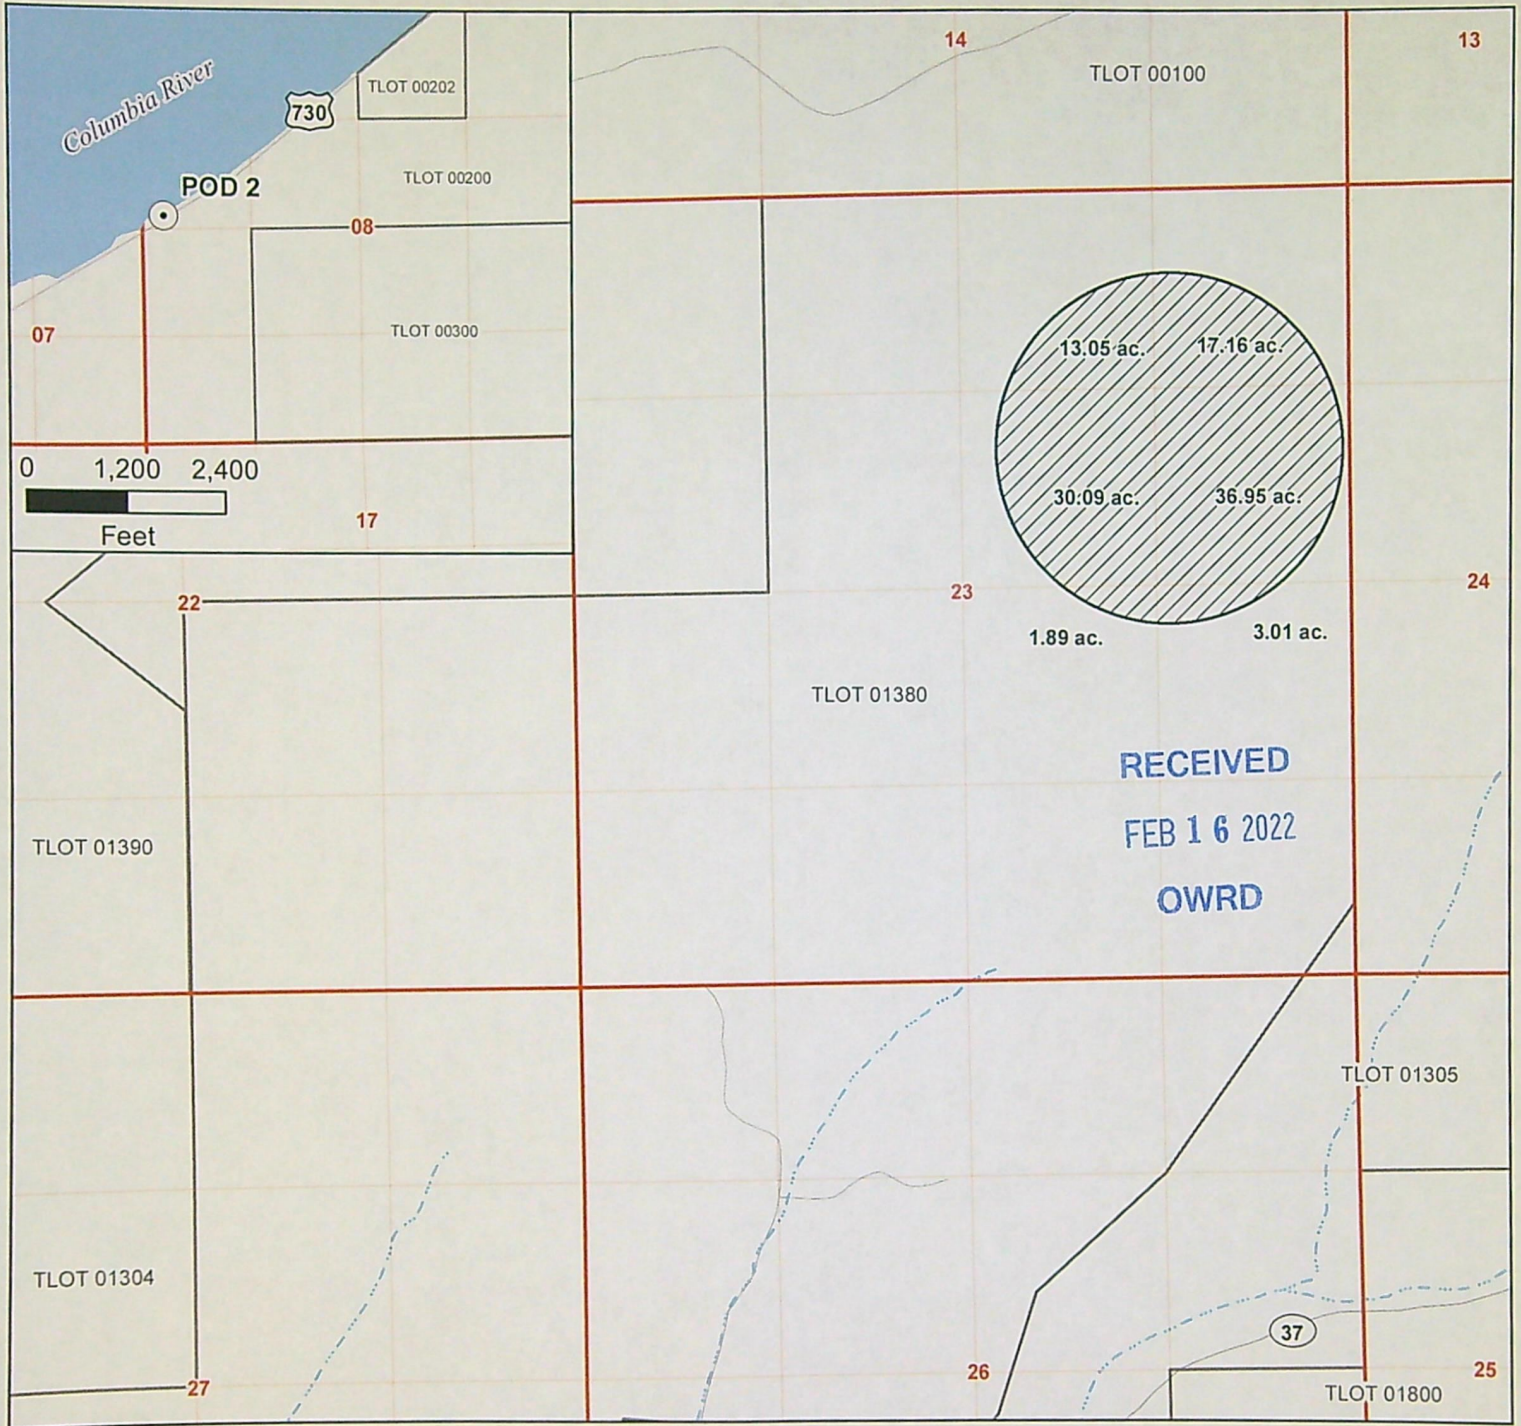 14
13
TLOT 00100
Columbia River
730
TLOT 00202
POD 2
TLOT 00200
08
07
TLOT 00300
13.05 ac.
17.16 ac.
0 1,200 2,400
Feet
17
30.09 ac.
36.95 ac.
22
23
24
1.89 ac.
3.01 ac.
TLOT 01380
RECEIVED
FEB 16 2022
OWRD
TLOT 01390
TLOT 01305
TLOT 01304
37
27
26
25
TLOT 01800